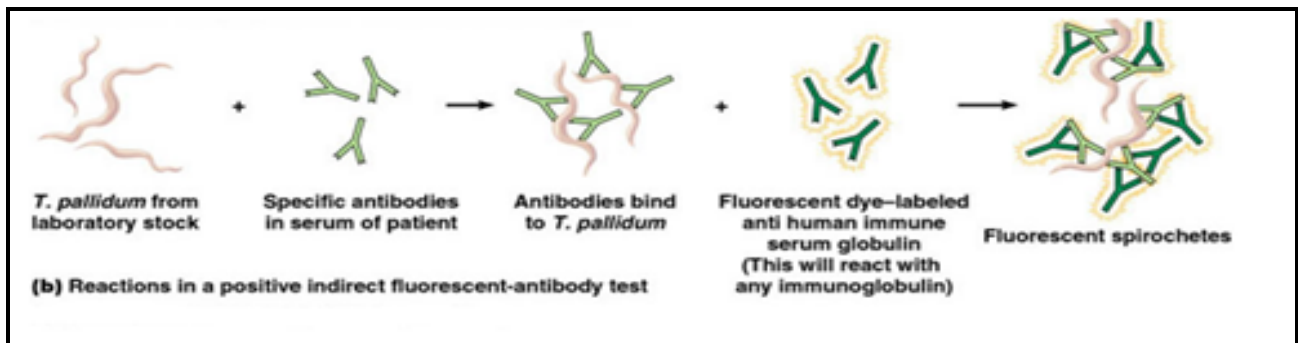 +
+
T. pallidum from
laboratory stock
Specific antibodies
in serum of patient
Antibodies bind
to T. pallidum
Fluorescent dye–labeled
anti human immune
serum globulin
(This will react with
any immunoglobulin)
Fluorescent spirochetes
(b) Reactions in a positive indirect fluorescent-antibody test